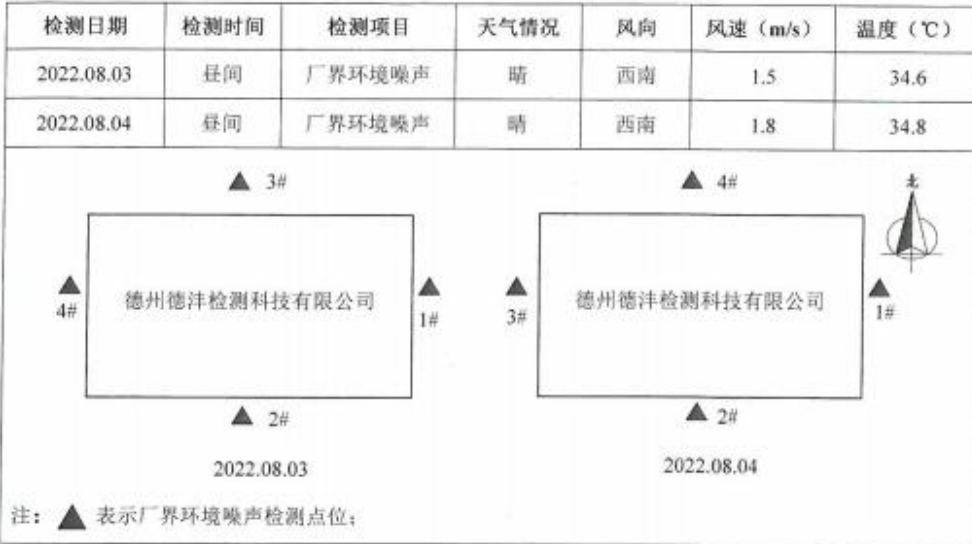 检测日期 检测时间 检测项目 天气情况 风向 风速（m/s） 温度（℃）
2022.08.03 昼间 厂界环境噪声 晴 西南 1.5 34.6
2022.08.04 昼间 厂界环境噪声 晴 西南 1.8 34.8
3# 4# 北
德州德沣检测科技有限公司 德州德沣检测科技有限公司
4# 1# 3# 1#
2# 2#
2022.08.03 2022.08.04
注：▲ 表示厂界环境噪声检测点位；